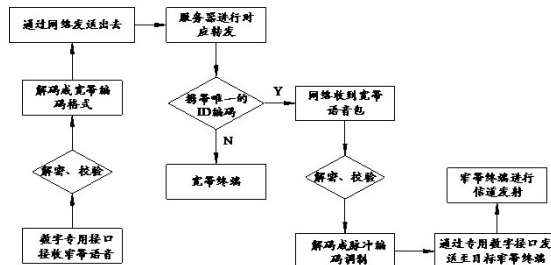 通过网络发送出去
服务器进行对
应转发
解码成宽带编
码格式
携带唯一的
ID编码
Y
网络收到宽带
语音包
N
解密、校验
宽带终端
解密、校验
窄带终端进行
信道发射
数字专用接口
接收窄带语音
解码成脉冲编
码调制
通过专用数字接口发
送至目标窄带终端